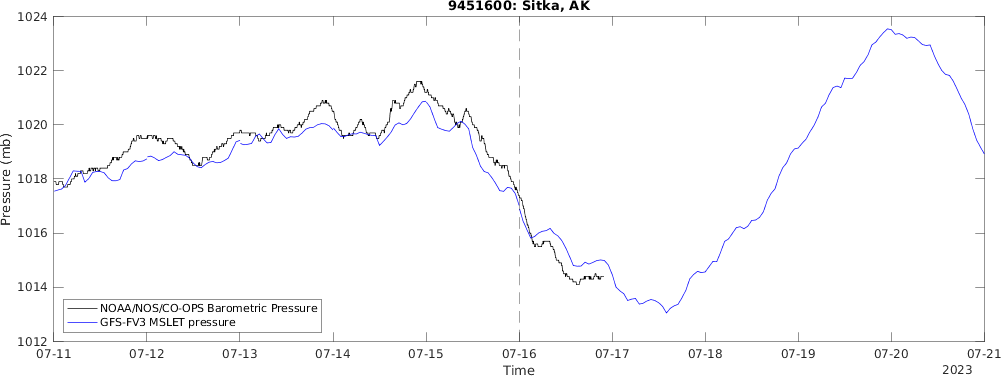 9451600: Sitka, AK
1024
1022
1020
1018
1016
1014
1012
Pressure (mb)
NOAA/NOS/CO-OPS Barometric Pressure
GFS-FV3 MSLET pressure
07-11 07-12 07-13 07-14 07-15 07-16 07-17 07-18 07-19 07-20 07-21
Time
2023